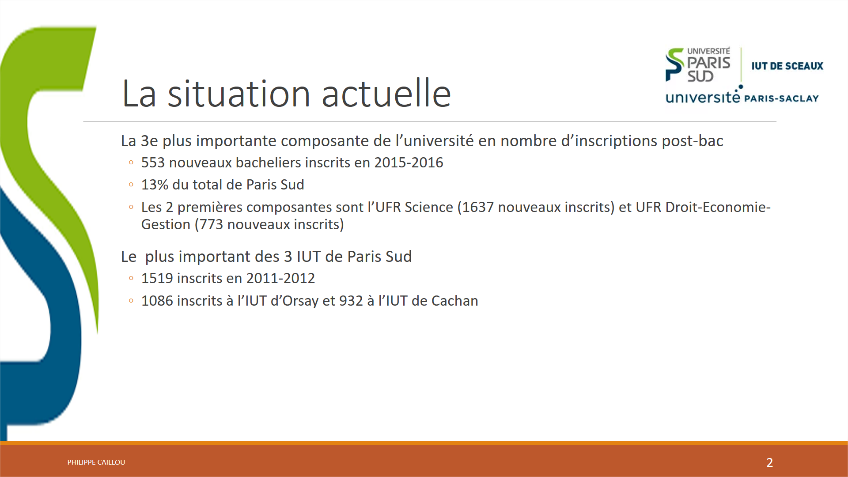 UNIVERSITÉ
PARIS
SUD
IUT DE SCEAUX
université PARIS-SACLAY
La situation actuelle
La 3e plus importante composante de l’université en nombre d’inscriptions post-bac
◦ 553 nouveaux bacheliers inscrits en 2015-2016
◦ 13% du total de Paris Sud
◦ Les 2 premières composantes sont l’UFR Science (1637 nouveaux inscrits) et UFR Droit-Economie-
Gestion (773 nouveaux inscrits)
Le  plus important des 3 IUT de Paris Sud
◦ 1519 inscrits en 2011-2012
◦ 1086 inscrits à l’IUT d’Orsay et 932 à l’IUT de Cachan
PHILIPPE CAILLOU
2